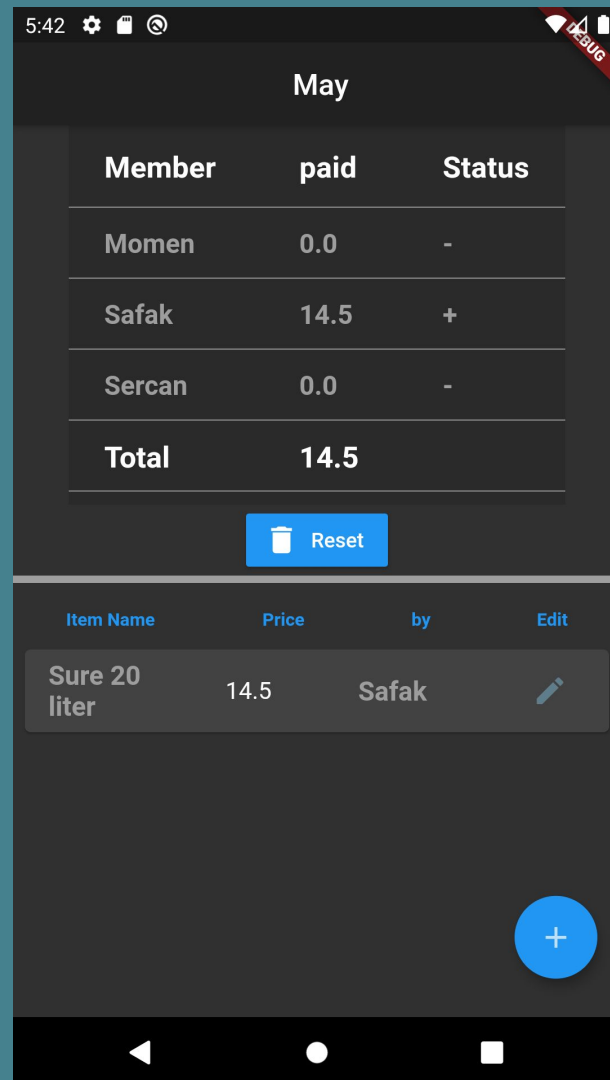 5:42
DEBUG
May
Member paid Status
Momen 0.0 -
Safak 14.5 +
Sercan 0.0 -
Total 14.5
Reset
Item Name Price by Edit
Sure 20
liter 14.5 Safak
+